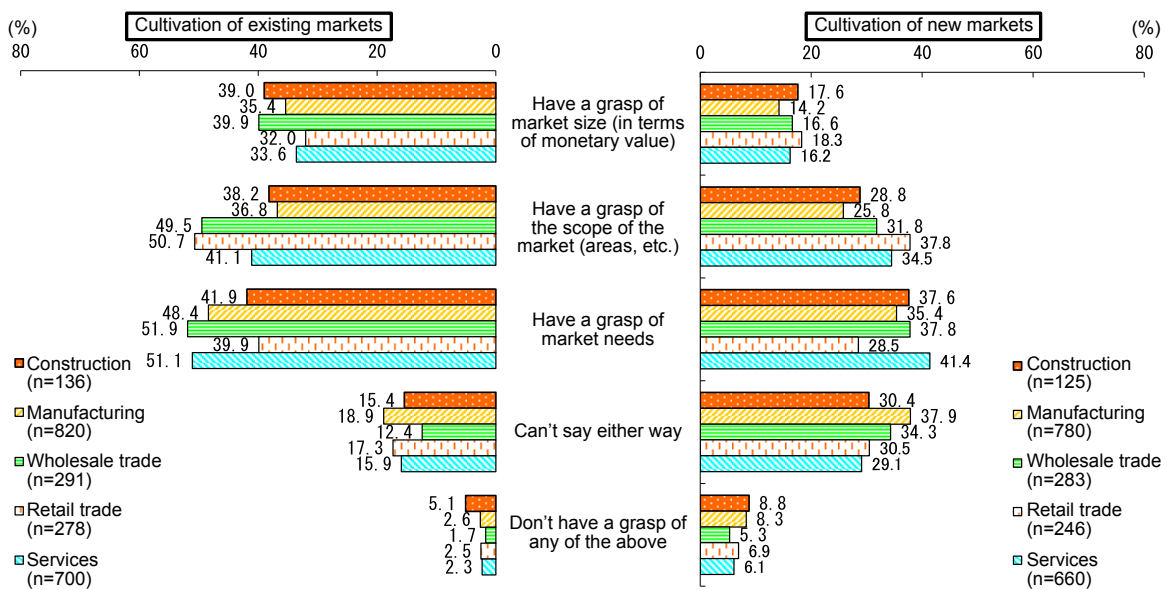 (%)
Cultivation of existing markets
Cultivation of new markets
(%)
80 60 40 20 0
0 20 40 60 80
39.0
35.4
39.9
32.0
33.6
Have a grasp of
market size (in terms
of monetary value)
17.6
14.2
16.6
18.3
16.2
38.2
36.8
49.5
50.7
41.1
Have a grasp of
the scope of the
market (areas, etc.)
28.8
25.8
31.8
37.8
34.5
41.9
48.4
51.9
39.9
51.1
Have a grasp of
market needs
37.6
35.4
37.8
28.5
41.4
15.4
18.9
12.4
17.3
15.9
Can't say either way
30.4
37.9
34.3
30.5
29.1
5.1
2.6
1.7
2.5
2.3
Don't have a grasp of
any of the above
8.8
8.3
5.3
6.9
6.1
Construction
(n=136)
Manufacturing
(n=820)
Wholesale trade
(n=291)
Retail trade
(n=278)
Services
(n=700)
Construction
(n=125)
Manufacturing
(n=780)
Wholesale trade
(n=283)
Retail trade
(n=246)
Services
(n=660)